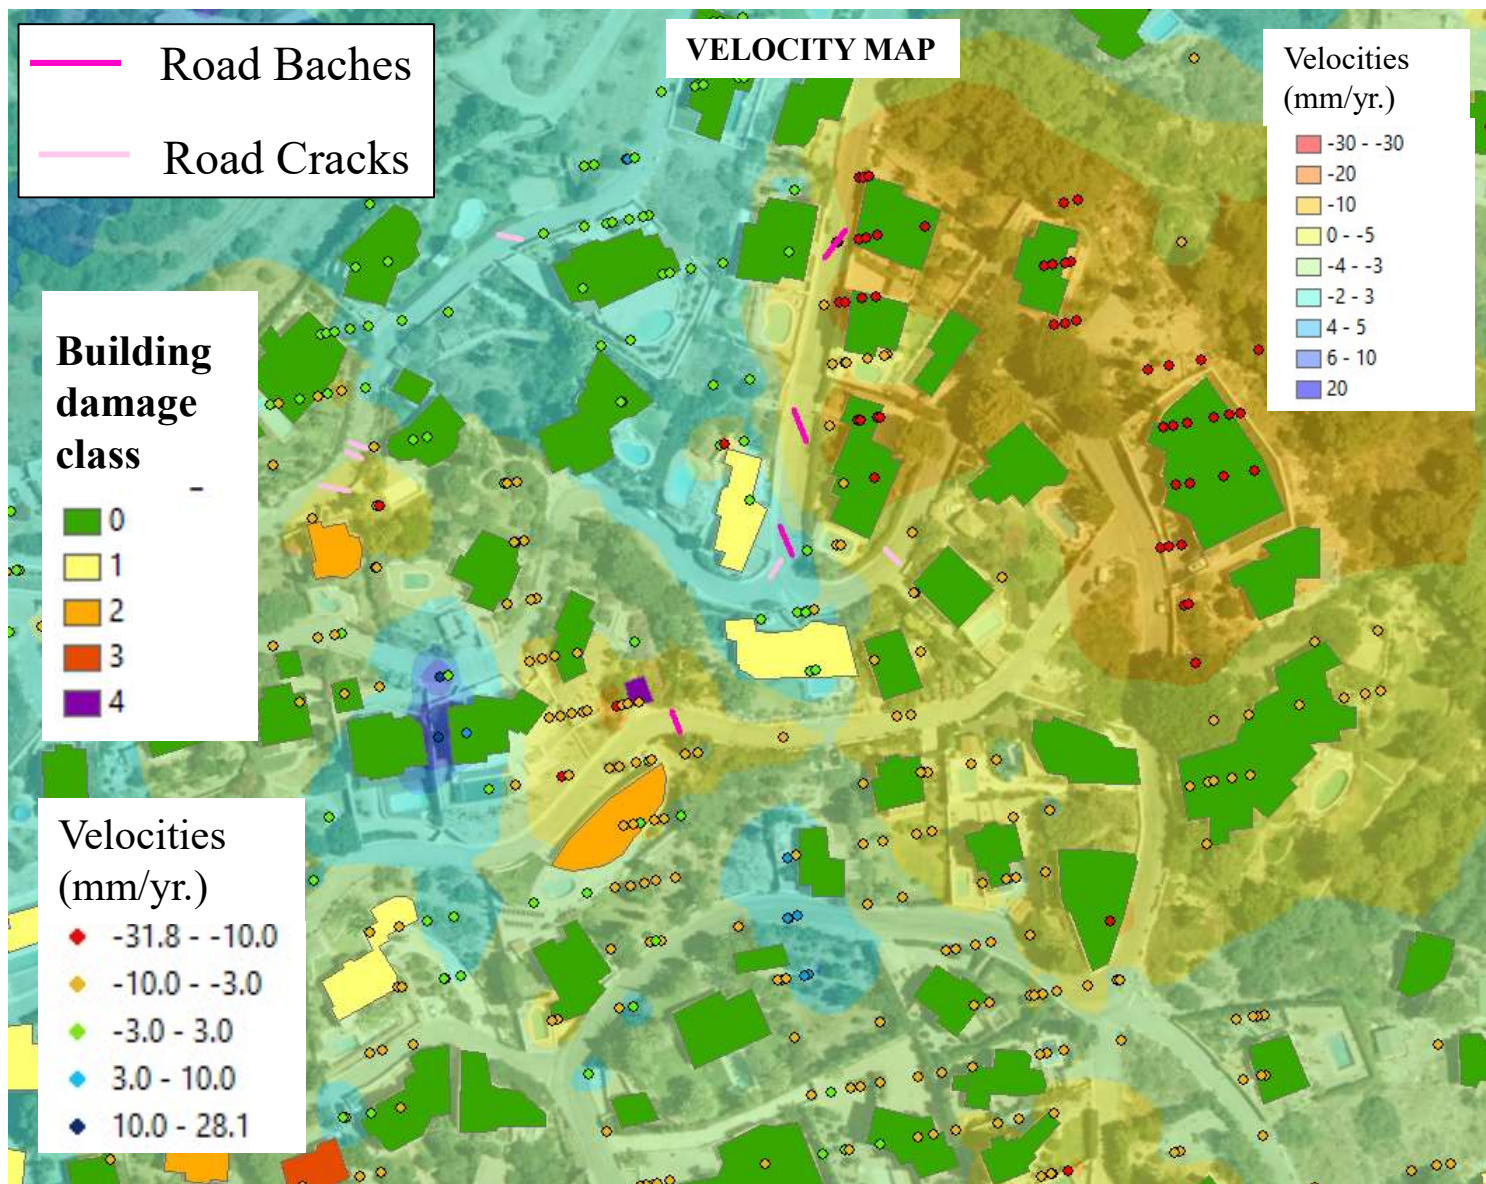 Road Baches
Road Cracks
VELOCITY MAP
Velocities
(mm/yr.)
-30 - -30
-20
-10
0 - -5
-4 - -3
-2 - 3
4 - 5
6 - 10
20
Building
damage
class
-
0
1
2
3
4
Velocities
(mm/yr.)
-31.8 - -10.0
-10.0 - -3.0
-3.0 - 3.0
3.0 - 10.0
10.0 - 28.1